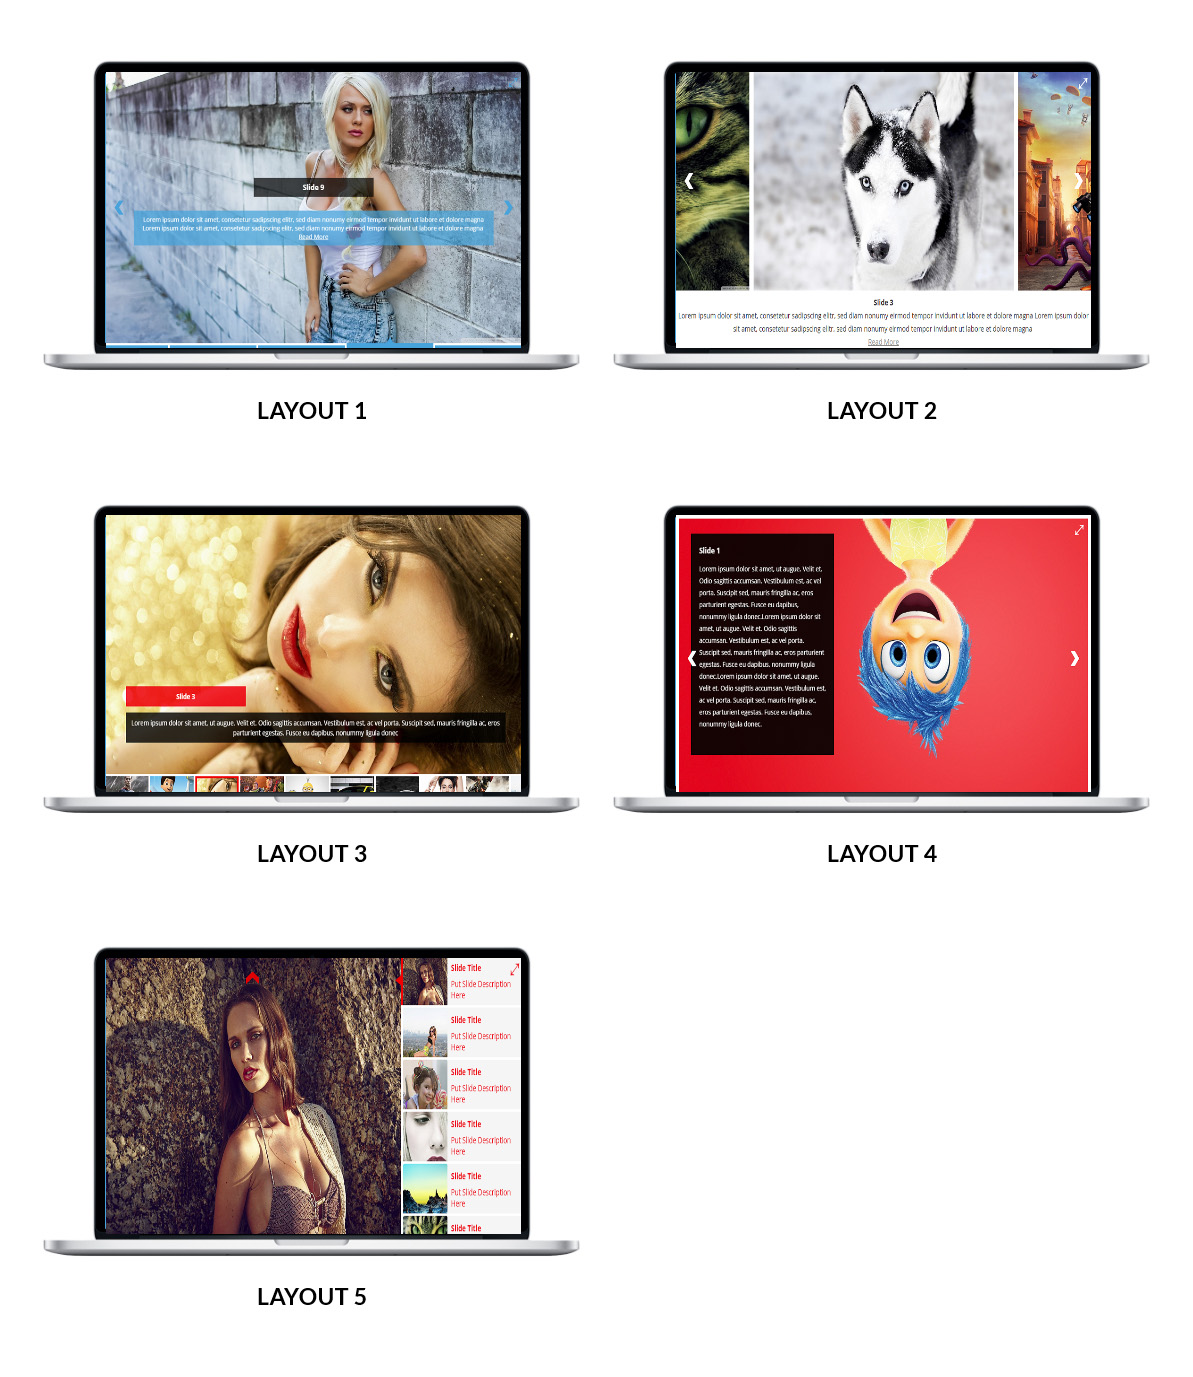 Slide 9
Lorem ipsum dolor sit amet, consetetur sadipscing elitr, sed diam nonumy eirmod tempor invidunt ut labore et dolore magna
Lorem ipsum dolor sit amet, consetetur sadipscing elitr, sed diam nonumy eirmod tempor invidunt ut labore et dolore magna
Read More
LAYOUT 1
Slide 3
Lorem ipsum dolor sit amet, consetetur sadipscing elitr, sed diam nonumy eirmod tempor invidunt ut labore et dolore magna Lorem ipsum dolor
sit amet, consetetur sadipscing elitr, sed diam nonumy eirmod tempor invidunt ut labore et dolore magna
Read More
LAYOUT 2
Slide 3
Lorem ipsum dolor sit amet, ut augue. Velit et. Odio sagittis accumsan. Vestibulum est, ac vel porta. Suscipit sed, mauris fringilla ac, eros
parturient egestas. Fusce eu dapibus, nonummy ligula donec
LAYOUT 3
Slide 1
Lorem ipsum dolor sit amet, ut augue. Velit et.
Odio sagittis accumsan. Vestibulum est, ac vel
porta. Suscipit sed, mauris fringilla ac, eros
parturient egestas. Fusce eu dapibus,
nonummy ligula donec.Lorem ipsum dolor sit
amet, ut augue. Velit et. Odio sagittis
accumsan. Vestibulum est, ac vel porta.
Suscipit sed, mauris fringilla ac, eros parturient
egestas. Fusce eu dapibus, nonummy ligula
donec.Lorem ipsum dolor sit amet, ut augue.
Velit et. Odio sagittis accumsan. Vestibulum est,
ac vel porta. Suscipit sed, mauris fringilla ac,
eros parturient egestas. Fusce eu dapibus,
nonummy ligula donec.
LAYOUT 4
Slide Title
Put Slide Description
Here
Slide Title
Put Slide Description
Here
Slide Title
Put Slide Description
Here
Slide Title
Put Slide Description
Here
Slide Title
Put Slide Description
Here
Slide Title
LAYOUT 5